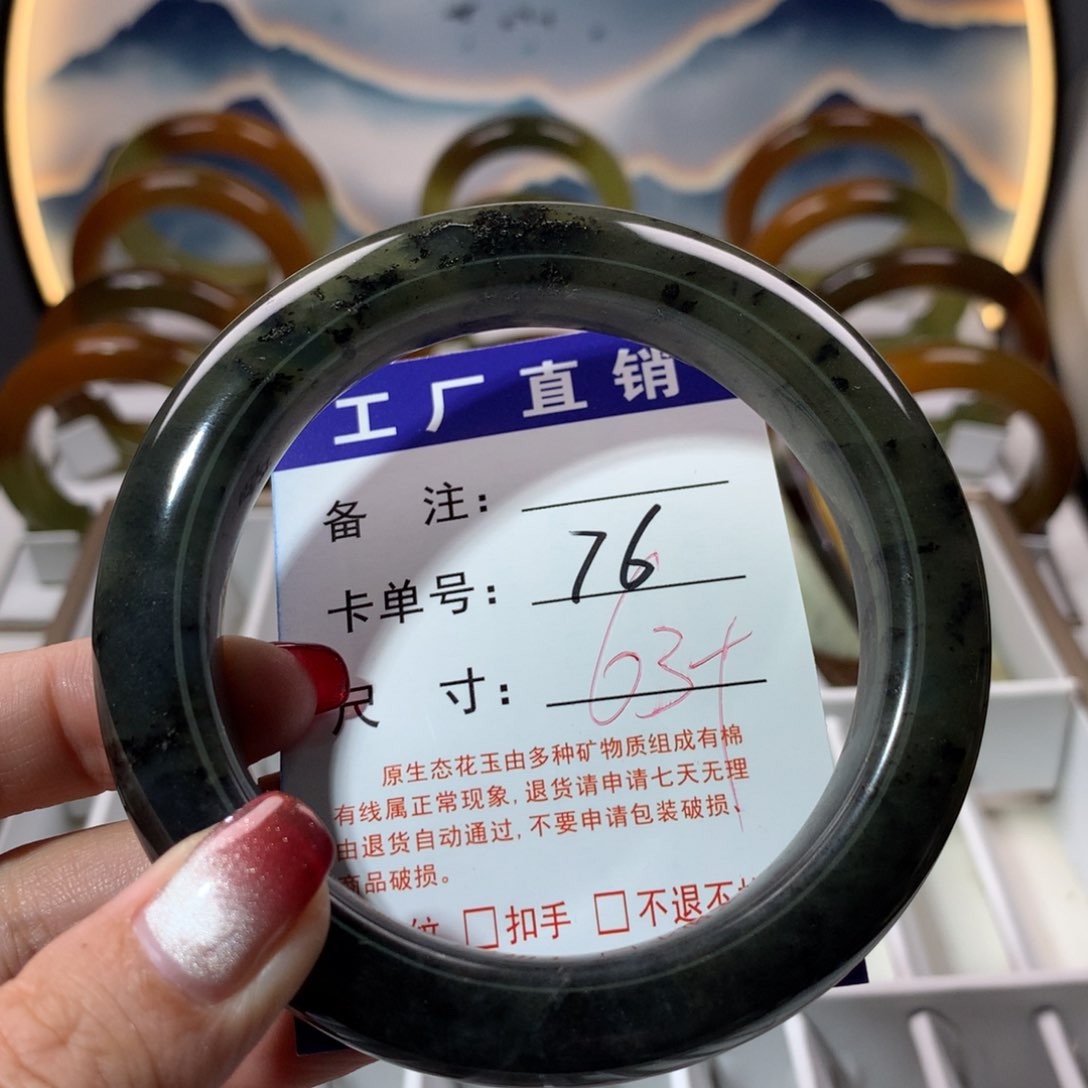 工厂直销
备 注：
卡单号： 76
尺 寸： 63+
原生态花玉由多种矿物质组成有棉
有线属正常现象，退货请申请七天无理
由退货自动通过，不要申请包装破损、
商品破损。
纹 □扣手 □不退不